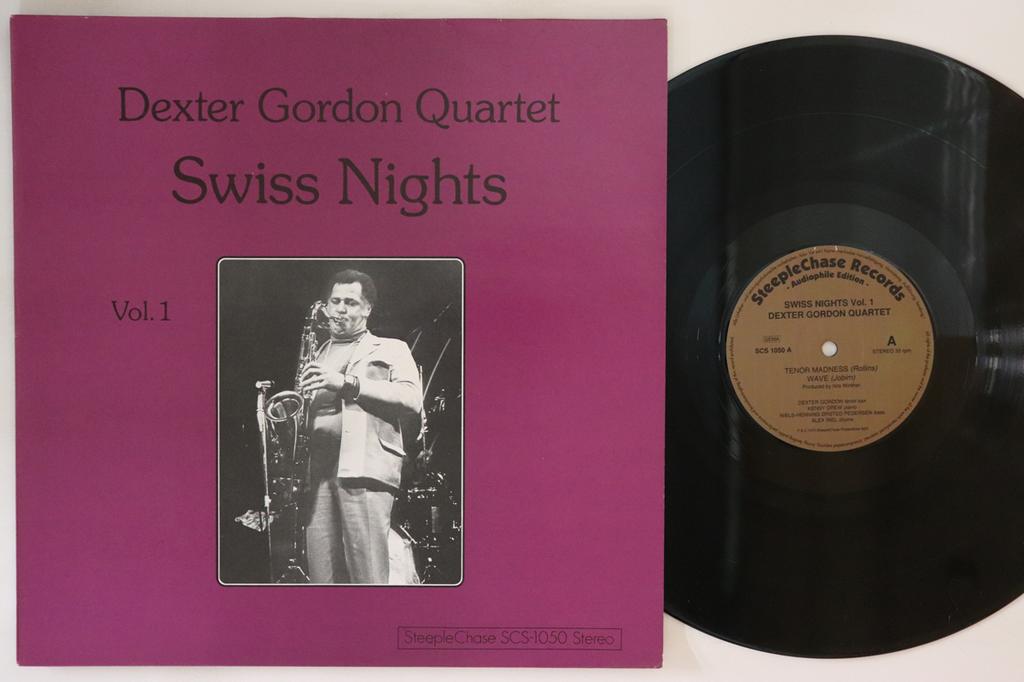 Dexter Gordon Quartet
Swiss Nights
Vol. 1
SteepleChase SCS-1050 Stereo
SteepleChase Records
- Audiophile Edition -
SWISS NIGHTS Vol. 1
DEXTER GORDON QUARTET
GEMA
SCS 1050 A
A
STEREO 33 rpm
TENOR MADNESS (Rollins)
WAVE (Jobim)
Produced by Nils Winther
DEXTER GORDON tenor sax
KENNY DREW piano
NIELS-HENNING ØRSTED PEDERSEN bass
ALEX RIEL drums